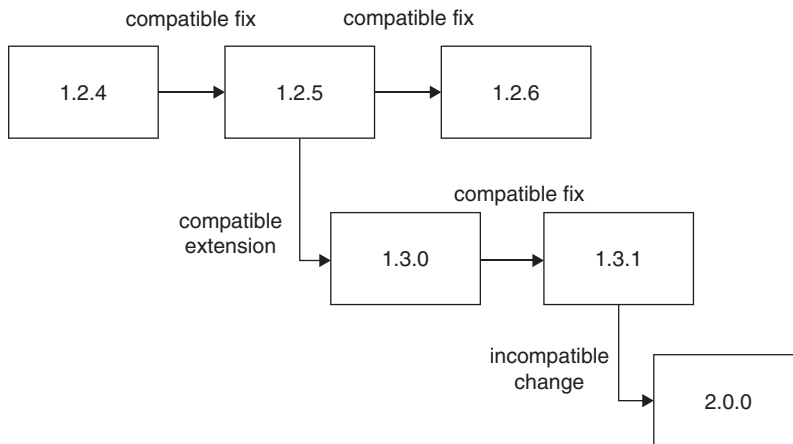 compatible fix
compatible fix
1.2.4
1.2.5
1.2.6
compatible fix
compatible
extension
1.3.0
1.3.1
incompatible
change
2.0.0